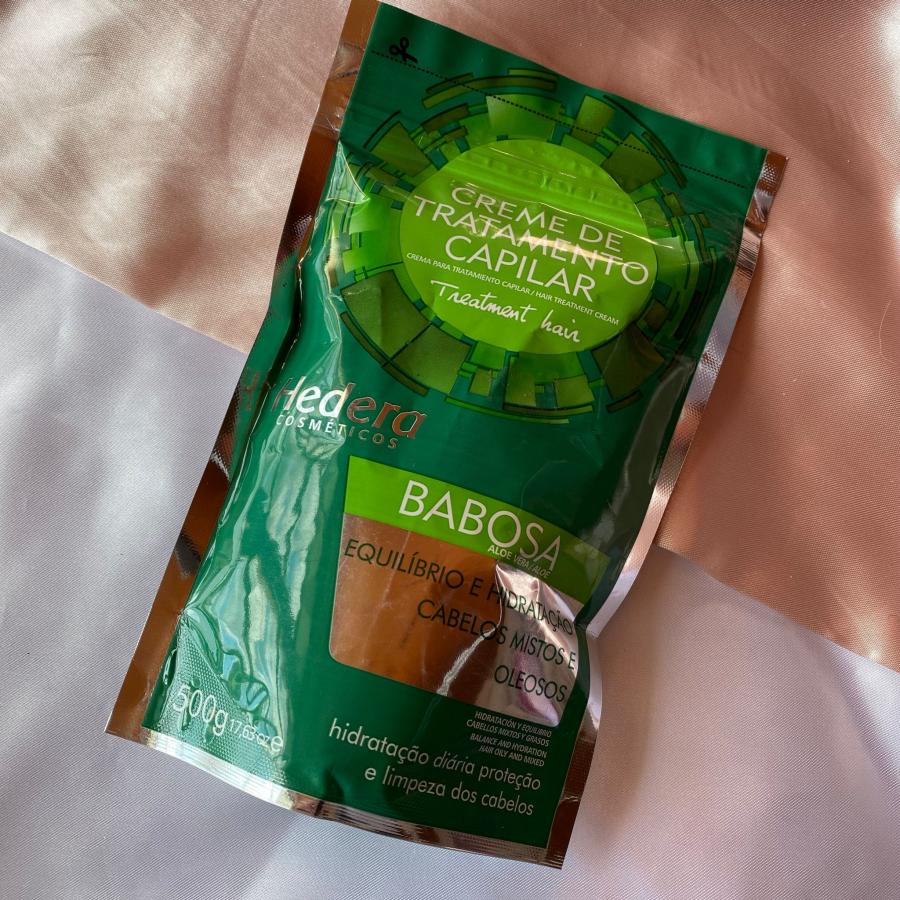 CREME DE
TRATAMENTO
CAPILAR
CREMA PARA TRATAMIENTO CAPILAR / HAIR TREATMENT CREAM
Treatment hair
Hedera
COSMÉTICOS
BABOSA
ALOE VERA / ALOE
EQUILÍBRIO E HIDRATAÇÃO
CABELOS MISTOS E
OLEOSOS
HIDRATACIÓN Y EQUILIBRIO
CABELLOS MIXTOS Y GRASOS
BALANCE AND HYDRATION
HAIR OILY AND MIXED
500g 17,63 oz e
hidratação diária proteção
e limpeza dos cabelos